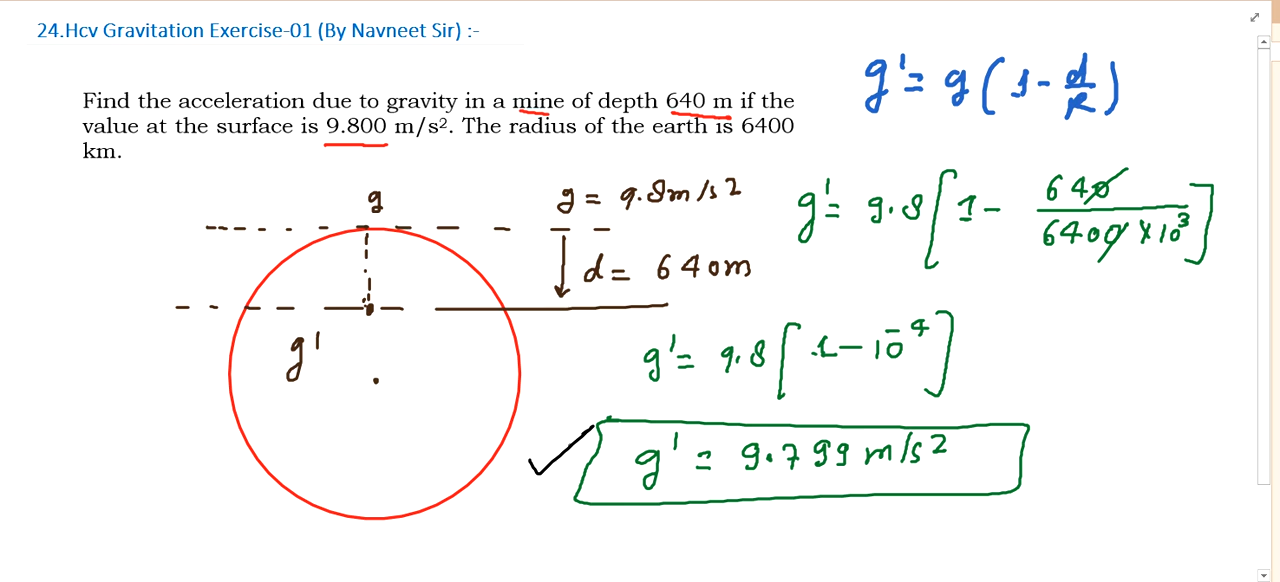 24.Hcv Gravitation Exercise-01 (By Navneet Sir) :-
g' = g (1 - d/R)
Find the acceleration due to gravity in a mine of depth 640 m if the
value at the surface is 9.800 m/s². The radius of the earth is 6400
km.
g
g = 9.8m/s2
d = 640m
g'
g' = 9.8[1 - 640/6400×10³]
g' = 9.8[1 - 10⁻⁴]
g' = 9.799 m/s2